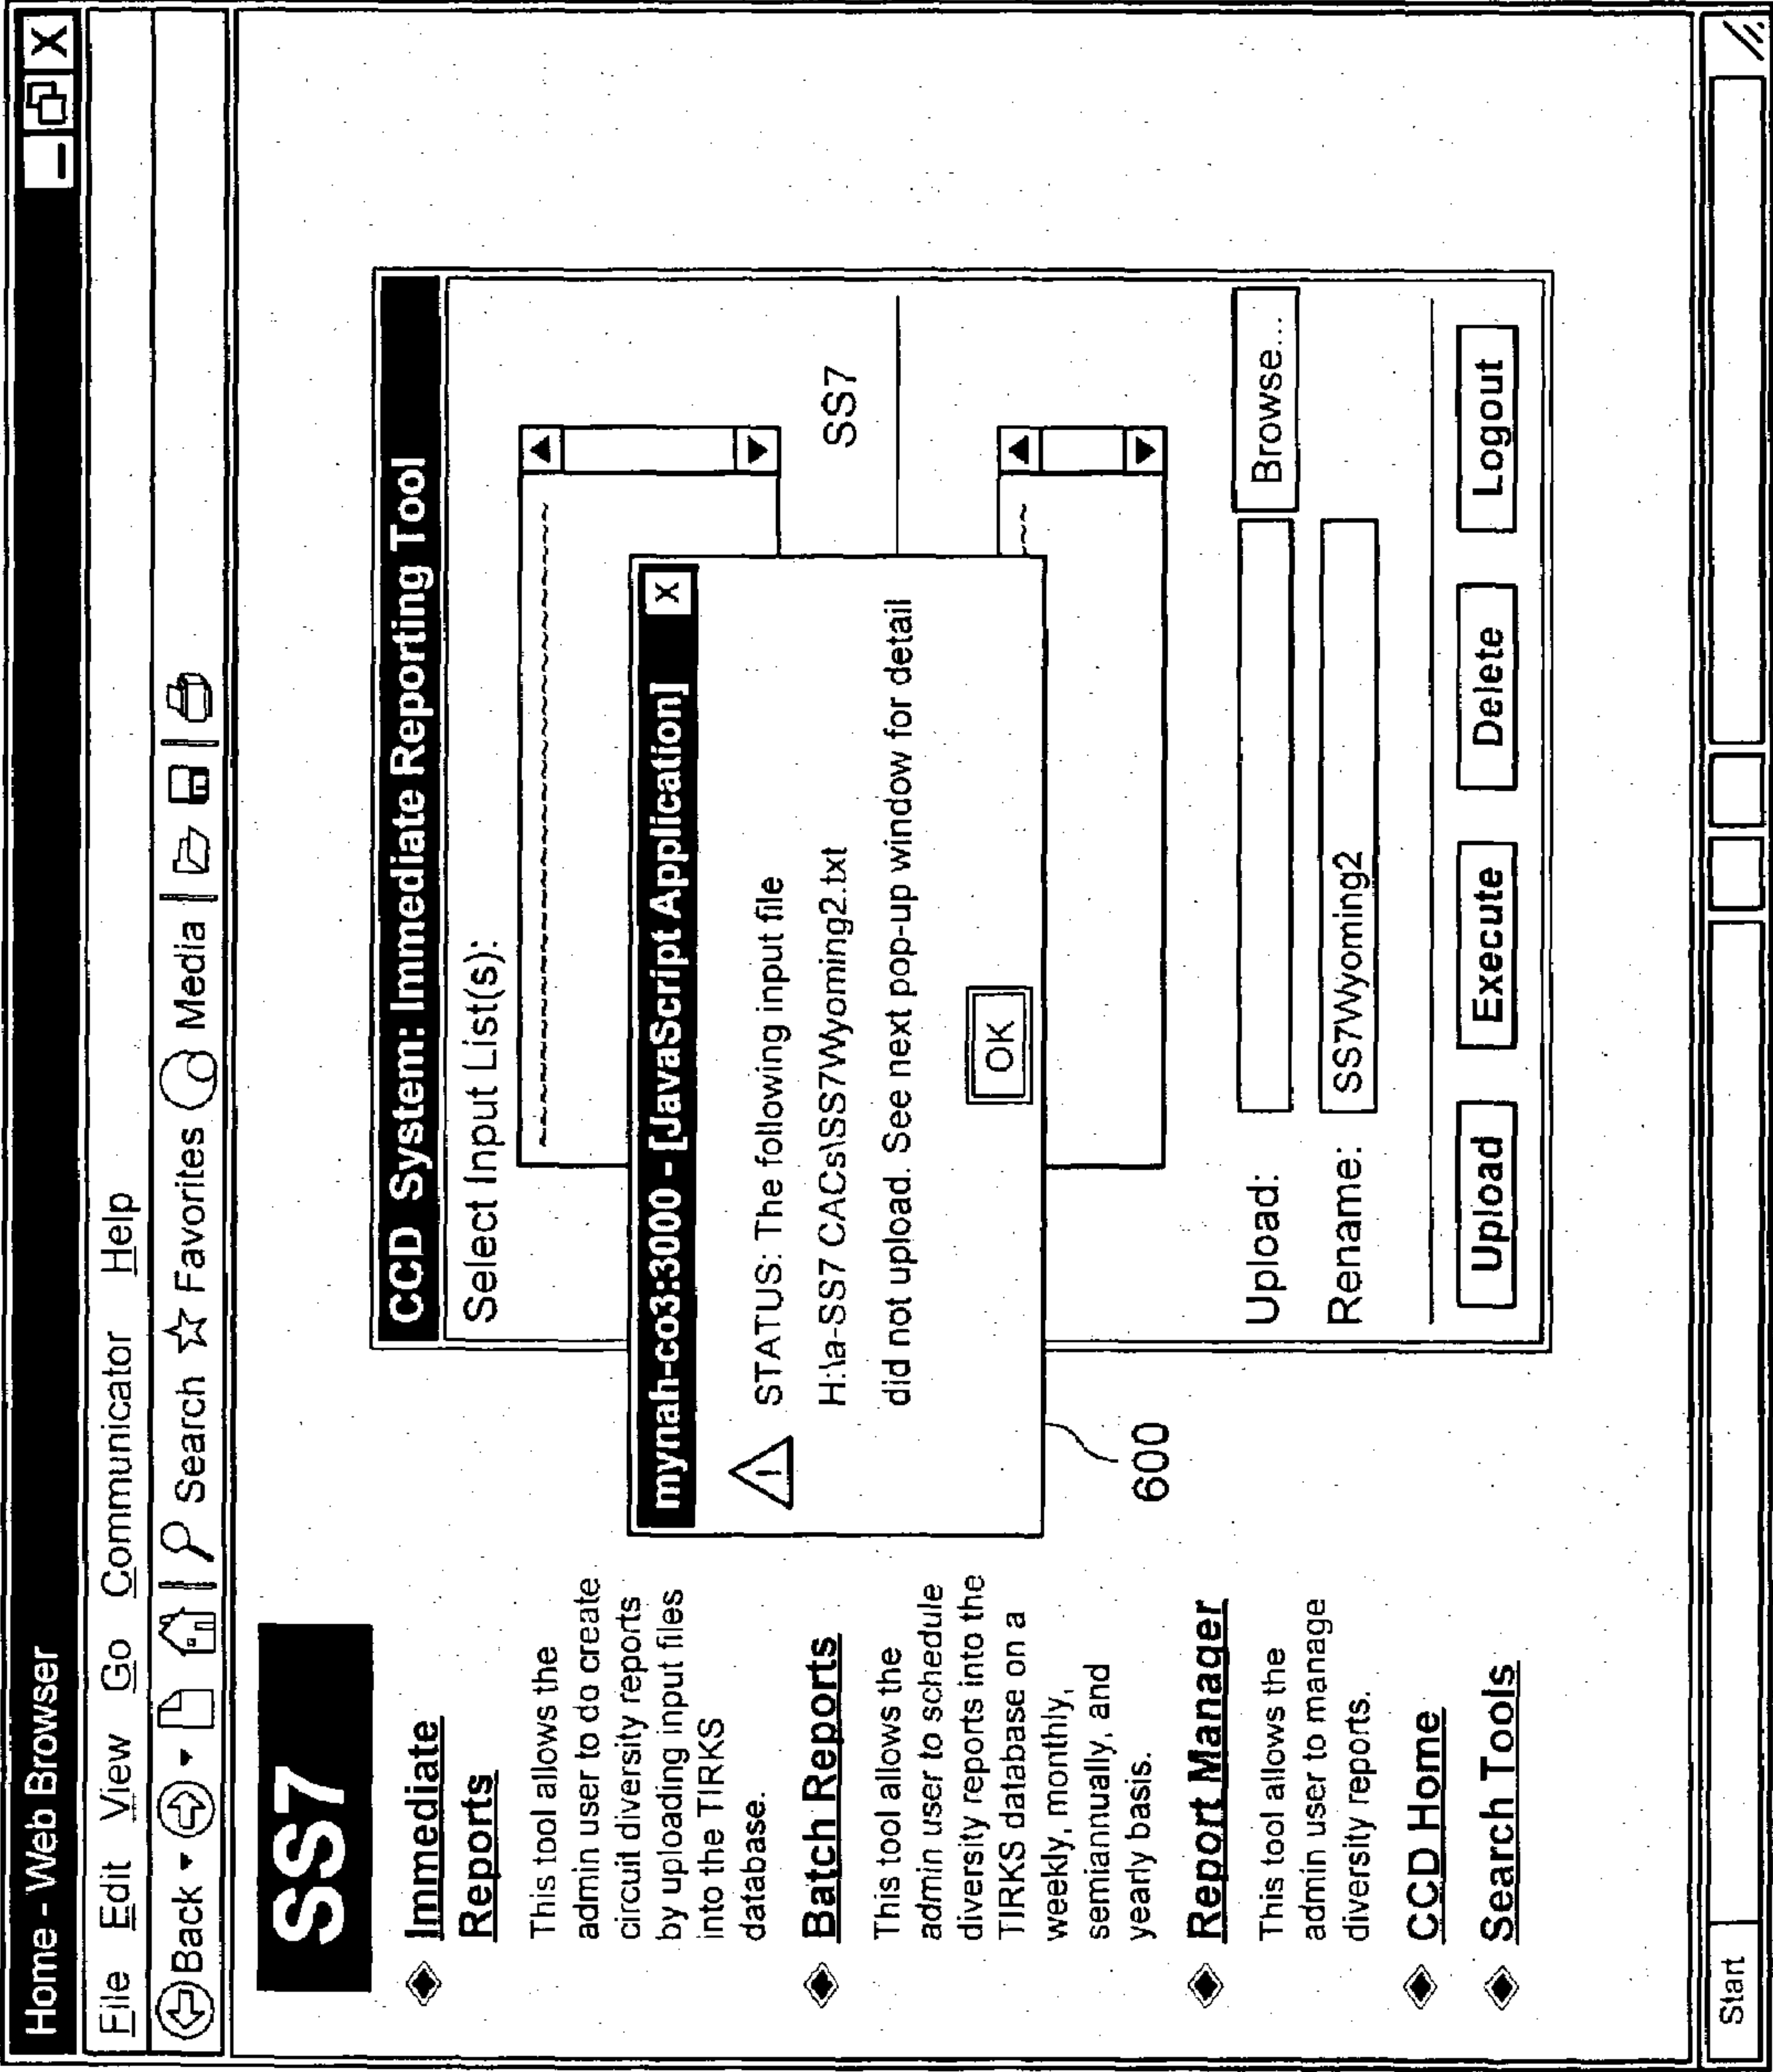 Home - Web Browser
X
File Edit View Go Communicator Help
Back Search Favorites Media
SS7
Immediate
Reports
This tool allows the
admin user to do create
circuit diversity reports
by uploading input files
into the TIRKS
database.
Batch Reports
This tool allows the
admin user to schedule
diversity reports into the
TIRKS database on a
weekly, monthly,
semiannually, and
yearly basis.
Report Manager
This tool allows the
admin user to manage
diversity reports.
CCD Home
Search Tools
CCD System: Immediate Reporting Tool
Select Input List(s):
SS7
mynah-co3:3000 - [JavaScript Application] X
! STATUS: The following input file
H:\a-SS7 CACs\SS7Wyoming2.txt
did not upload. See next pop-up window for detail
OK
600
Upload: Browse...
Rename: SS7Wyoming2
Upload Execute Delete Logout
Start